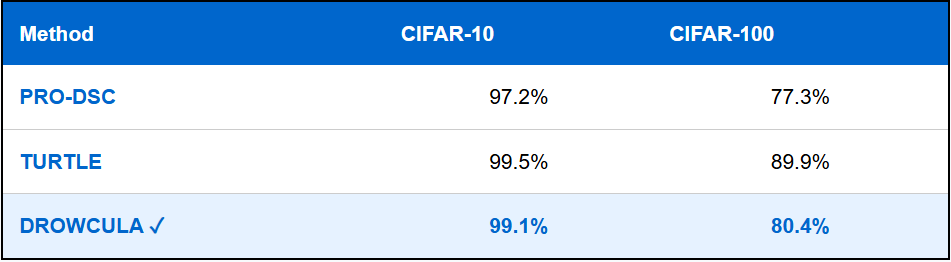 Method CIFAR-10 CIFAR-100
PRO-DSC 97.2% 77.3%
TURTLE 99.5% 89.9%
DROWCULA ✓ 99.1% 80.4%